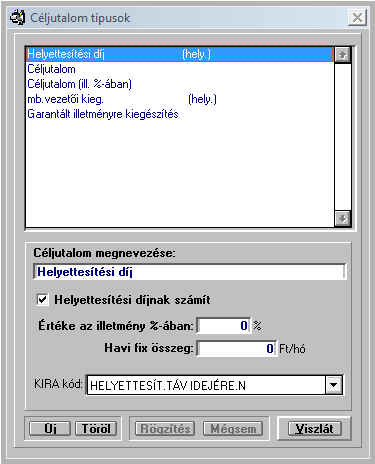 Céljutalom típusok
Helyettesítési díj (hely.)
Céljutalom
Céljutalom (ill. %-ában)
mb.vezetői kieg. (hely.)
Garantált illetményre kiegészítés
Céljutalom megnevezése:
Helyettesítési díj
Helyettesítési díjnak számít
Értéke az illetmény %-ában: 0 %
Havi fix összeg: 0 Ft/hó
KIRA kód: HELYETTESÍT.TÁV IDEJÉRE.N
Új Töröl Rögzítés Mégsem Viszlát